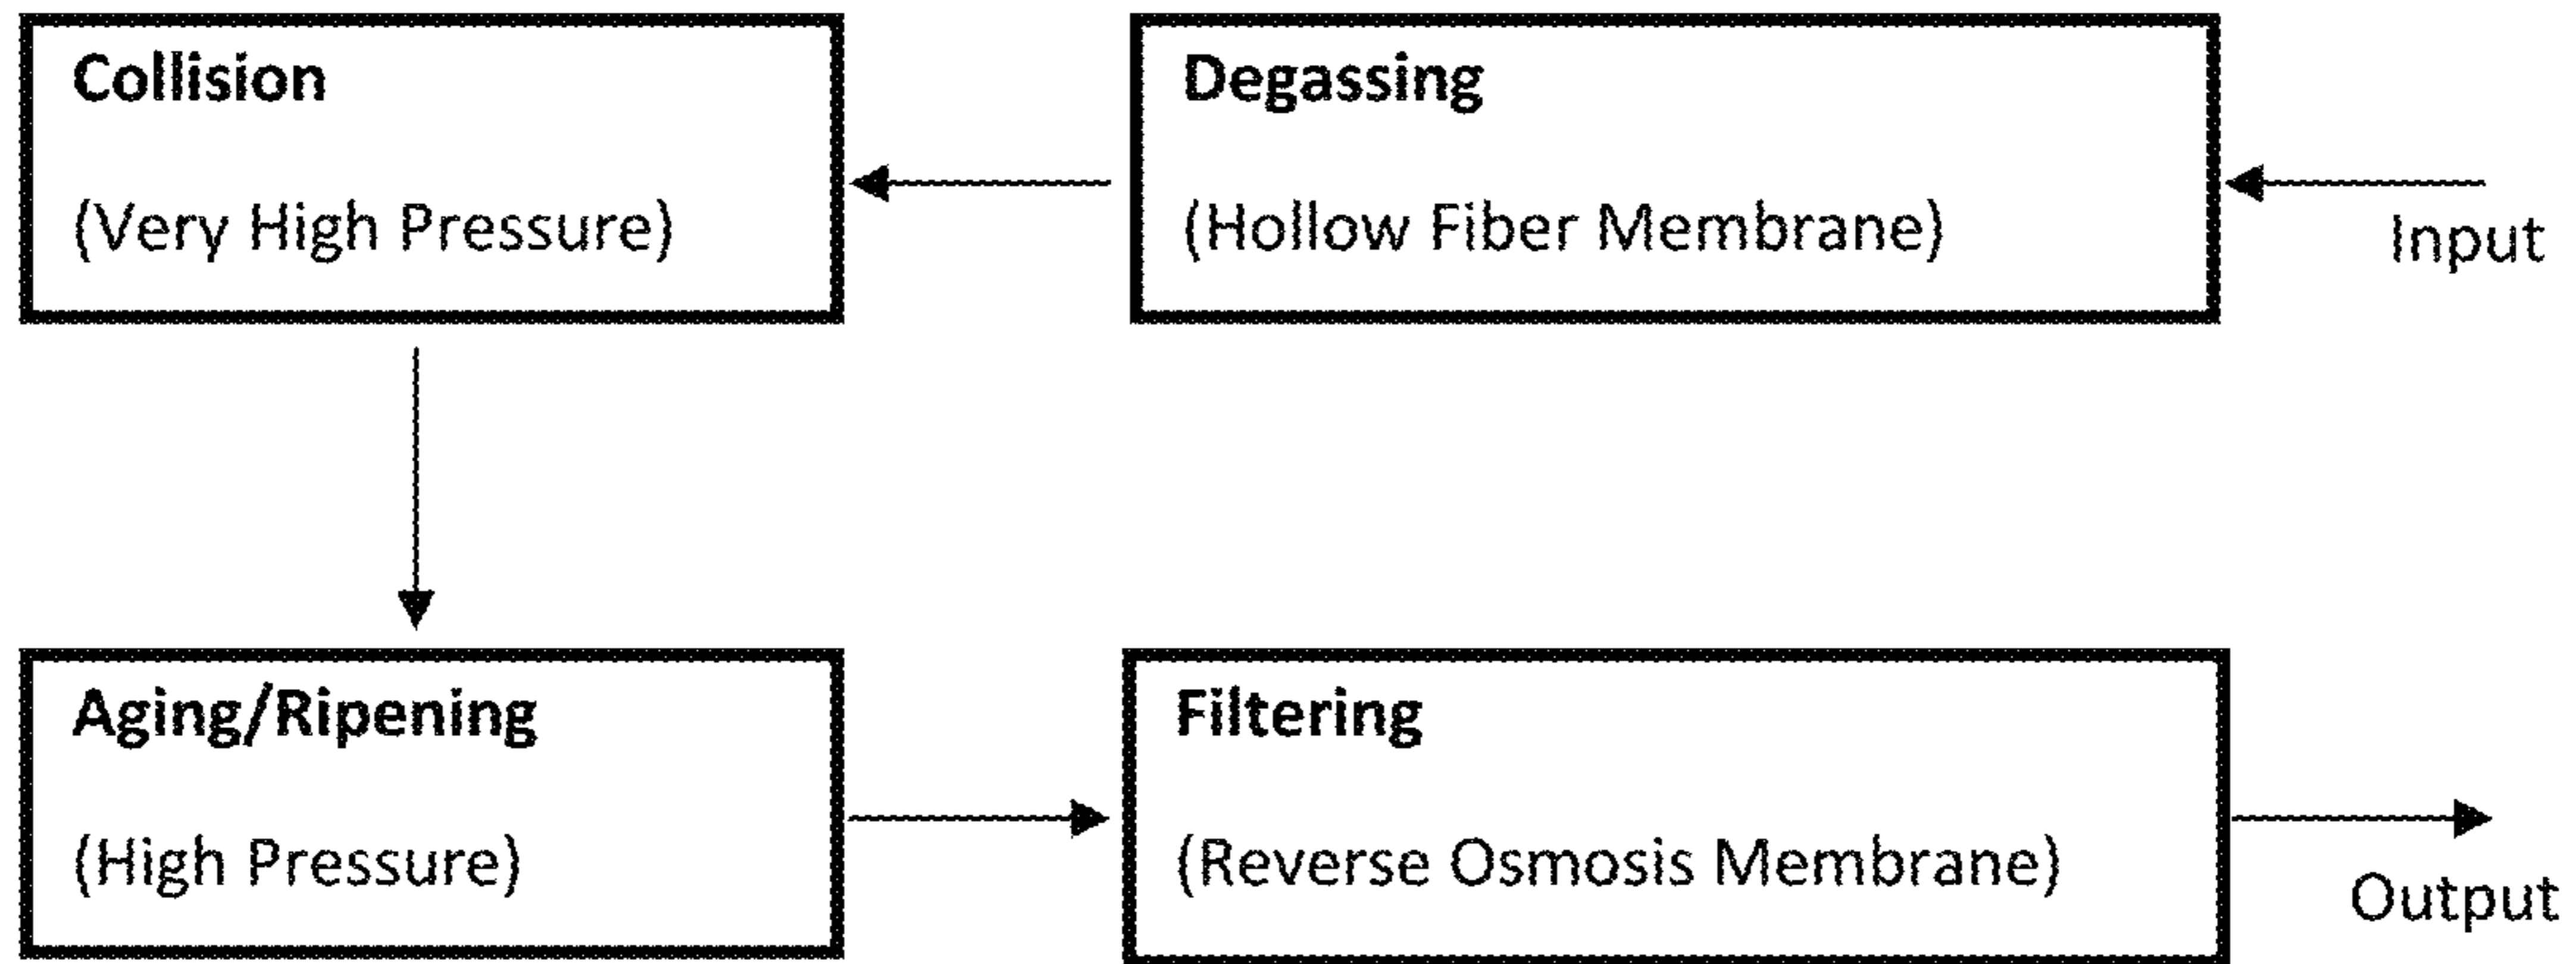 Collision
(Very High Pressure)
Degassing
(Hollow Fiber Membrane)
Input
Aging/Ripening
(High Pressure)
Filtering
(Reverse Osmosis Membrane)
Output